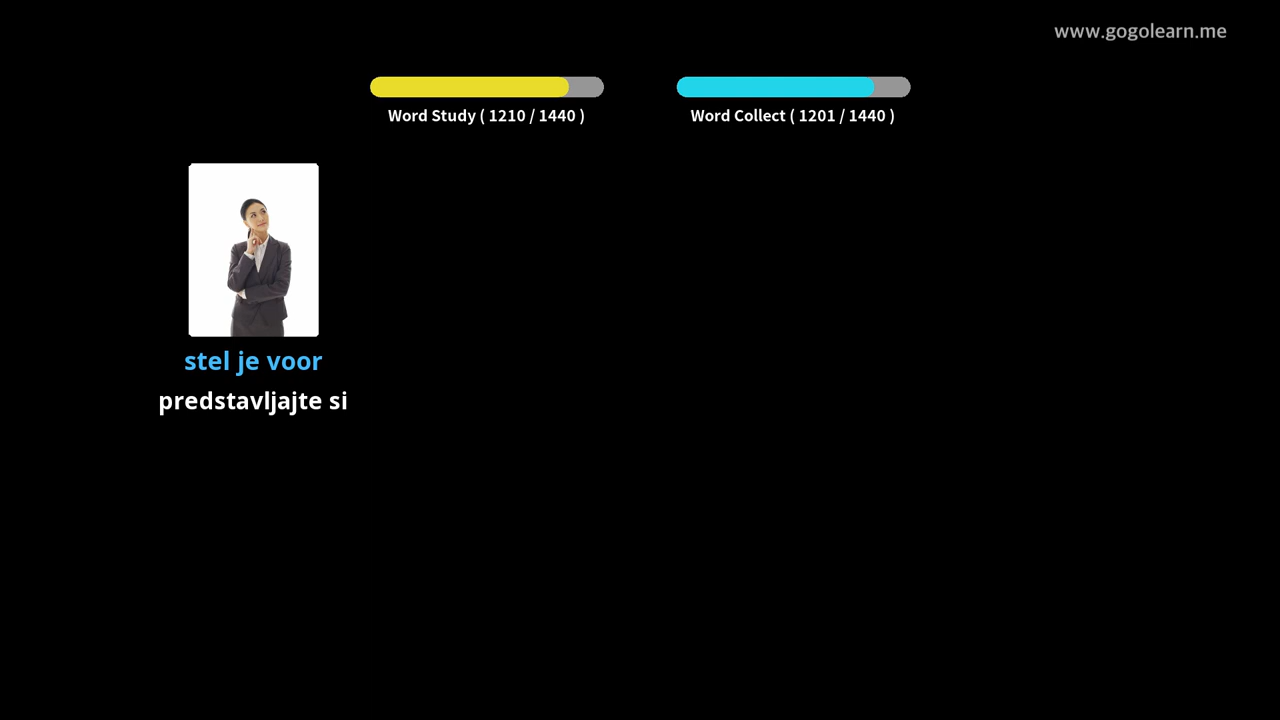 www.gogolearn.me
Word Study ( 1210 / 1440 )
Word Collect ( 1201 / 1440 )
stel je voor
predstavljajte si